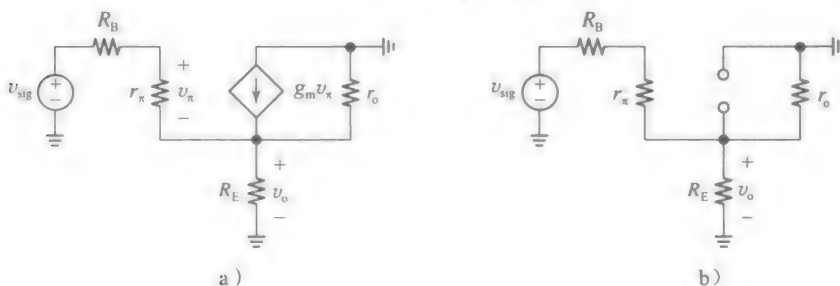 R_B
v_sig
+
−
r_π
+
v_π
−
g_m v_π
r_o
R_E
+
v_o
−
a）
R_B
v_sig
+
−
r_π
r_o
R_E
+
v_o
−
b）